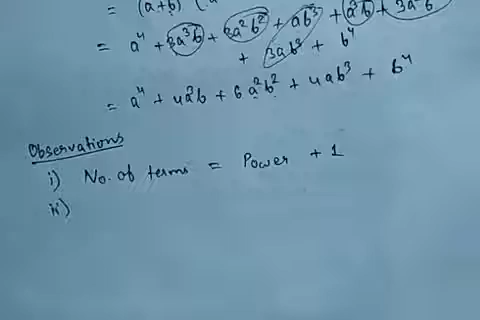 = (a+b) (a
= a⁴ + 3a³b + 3a²b² + ab³ + a³b + 3a²b²
+ 3ab³ + b⁴
= a⁴ + 4a³b + 6a²b² + 4ab³ + b⁴
Observations
i) No. of terms = Power + 1
ii)